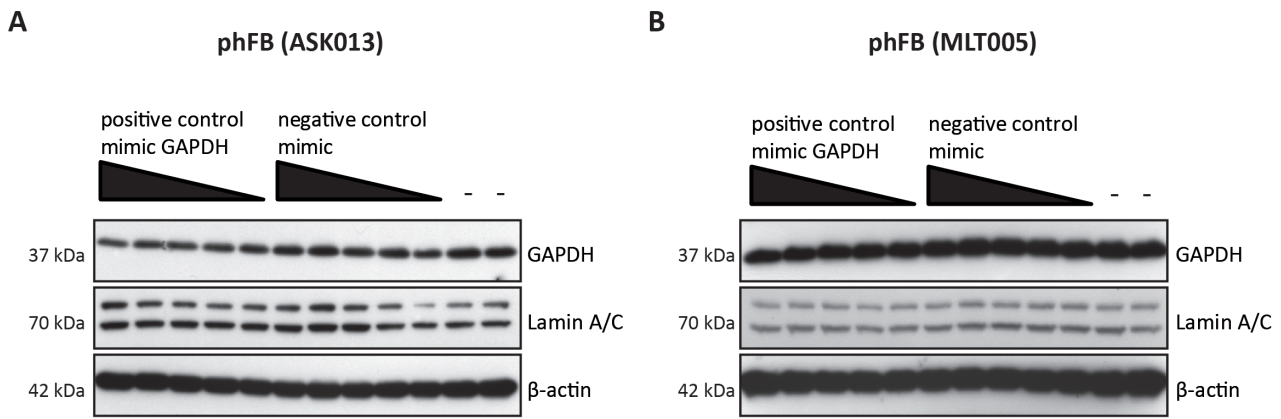 A
phFB (ASK013)
positive control
mimic GAPDH
negative control
mimic
- -
37 kDa
GAPDH
70 kDa
Lamin A/C
42 kDa
β-actin
B
phFB (MLT005)
positive control
mimic GAPDH
negative control
mimic
- -
37 kDa
GAPDH
70 kDa
Lamin A/C
42 kDa
β-actin